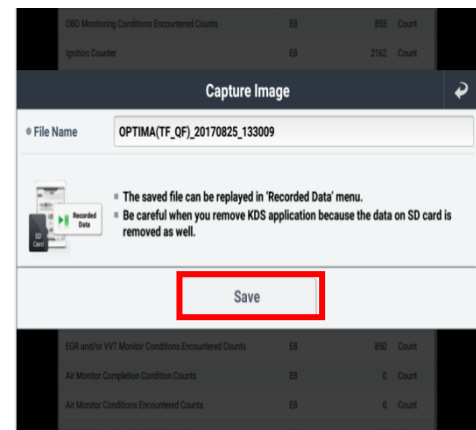 OBD Monitoring Conditions Encountered Counts EB 855 Count
Ignition Counter EB 2162 Count
Capture Image
File Name OPTIMA(TF_QF)_20170825_133009
The saved file can be replayed in 'Recorded Data' menu.
Be careful when you remove KDS application because the data on SD card is
removed as well.
Recorded
Data
SD
Card
Save
EGR and/or VVT Monitor Conditions Encountered Counts EB 850 Count
Air Monitor Completion Condition Counts EB 0 Count
Air Monitor Conditions Encountered Counts EB 0 Count